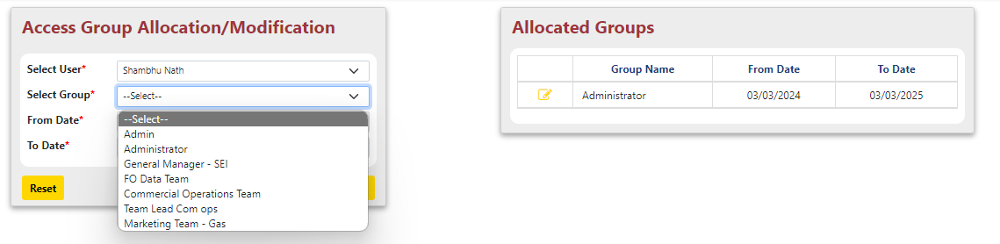 Access Group Allocation/Modification
Select User*
Shambhu Nath
Select Group*
--Select--
From Date*
To Date*
--Select--
Admin
Administrator
General Manager - SEI
FO Data Team
Commercial Operations Team
Team Lead Com ops
Marketing Team - Gas
Reset
Allocated Groups
Group Name From Date To Date
Administrator 03/03/2024 03/03/2025